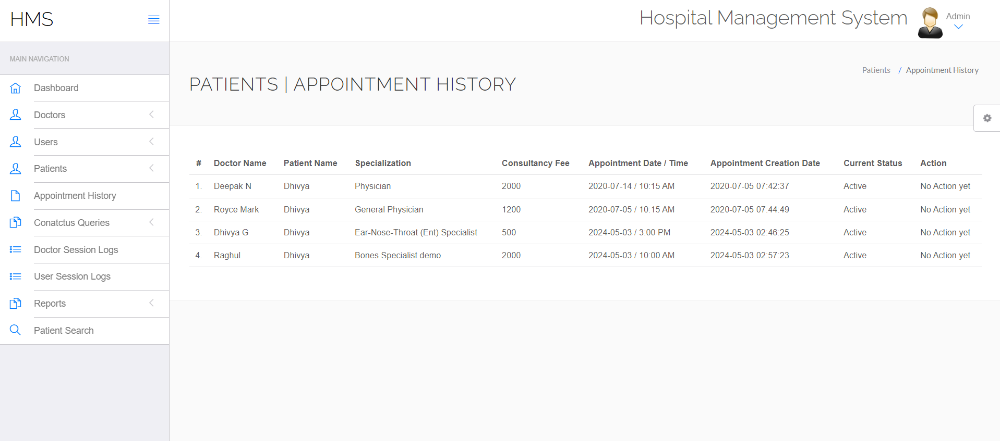 HMS
Hospital Management System
Admin
MAIN NAVIGATION
Dashboard
Doctors
Users
Patients
Appointment History
Conatctus Queries
Doctor Session Logs
User Session Logs
Reports
Patient Search
PATIENTS | APPOINTMENT HISTORY
Patients / Appointment History
# Doctor Name Patient Name Specialization Consultancy Fee Appointment Date / Time Appointment Creation Date Current Status Action
1. Deepak N Dhivya Physician 2000 2020-07-14 / 10:15 AM 2020-07-05 07:42:37 Active No Action yet
2. Royce Mark Dhivya General Physician 1200 2020-07-05 / 10:15 AM 2020-07-05 07:44:49 Active No Action yet
3. Dhivya G Dhivya Ear-Nose-Throat (Ent) Specialist 500 2024-05-03 / 3:00 PM 2024-05-03 02:46:25 Active No Action yet
4. Raghul Dhivya Bones Specialist demo 2000 2024-05-03 / 10:00 AM 2024-05-03 02:57:23 Active No Action yet